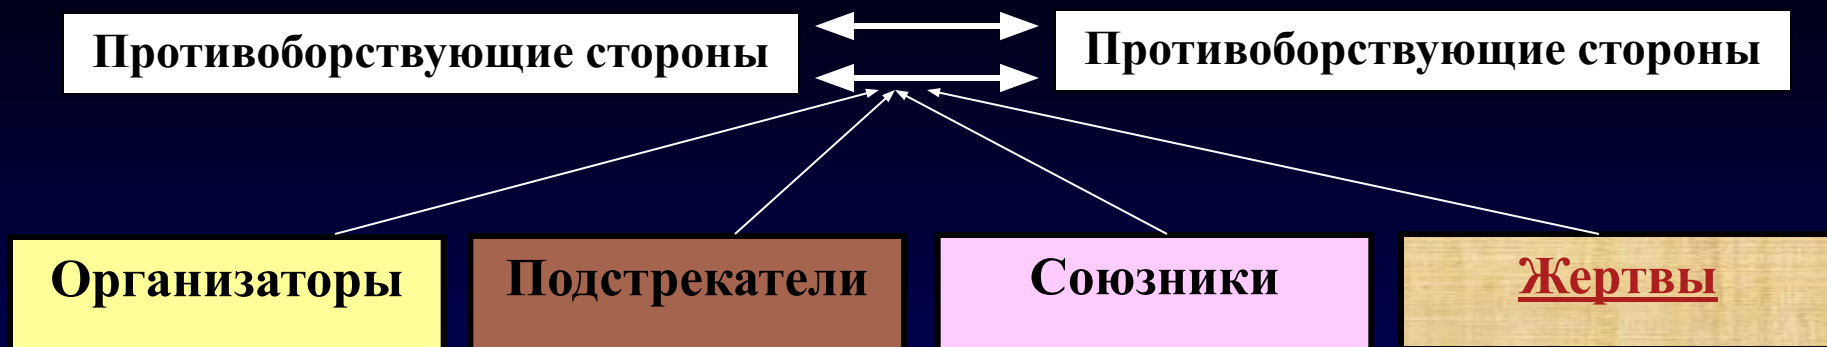 Противоборствующие стороны
Противоборствующие стороны
Организаторы
Подстрекатели
Союзники
Жертвы